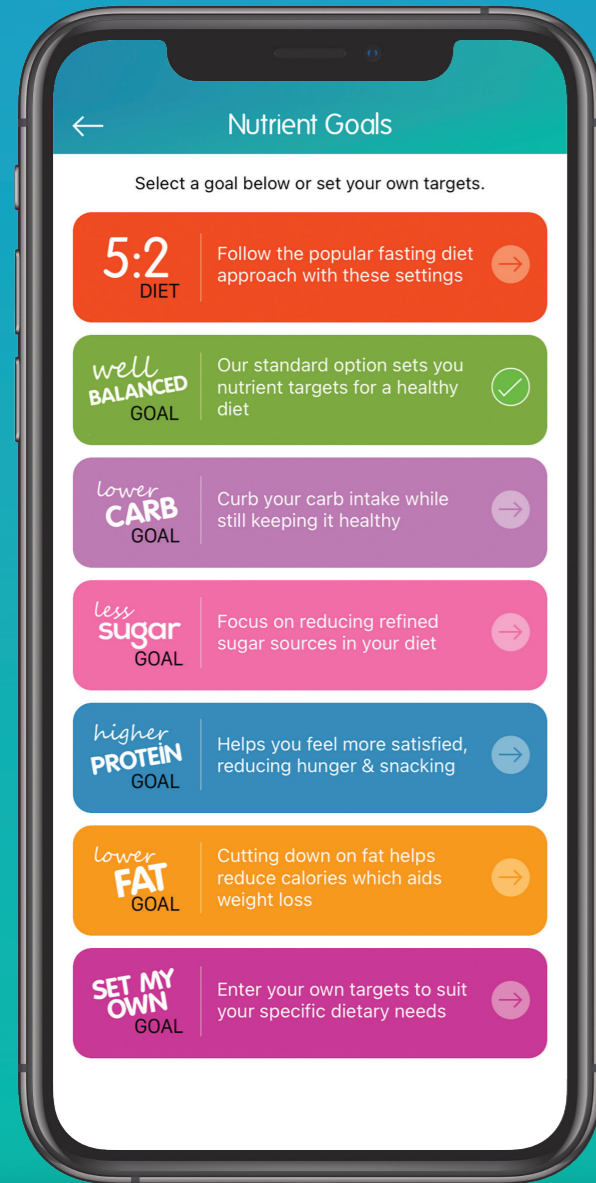 Nutrient Goals
Select a goal below or set your own targets.
5:2
DIET
Follow the popular fasting diet
approach with these settings
well
BALANCED
GOAL
Our standard option sets you
nutrient targets for a healthy
diet
lower
CARB
GOAL
Curb your carb intake while
still keeping it healthy
less
sugar
GOAL
Focus on reducing refined
sugar sources in your diet
higher
PROTEIN
GOAL
Helps you feel more satisfied,
reducing hunger & snacking
lower
FAT
GOAL
Cutting down on fat helps
reduce calories which aids
weight loss
SET MY
OWN
GOAL
Enter your own targets to suit
your specific dietary needs